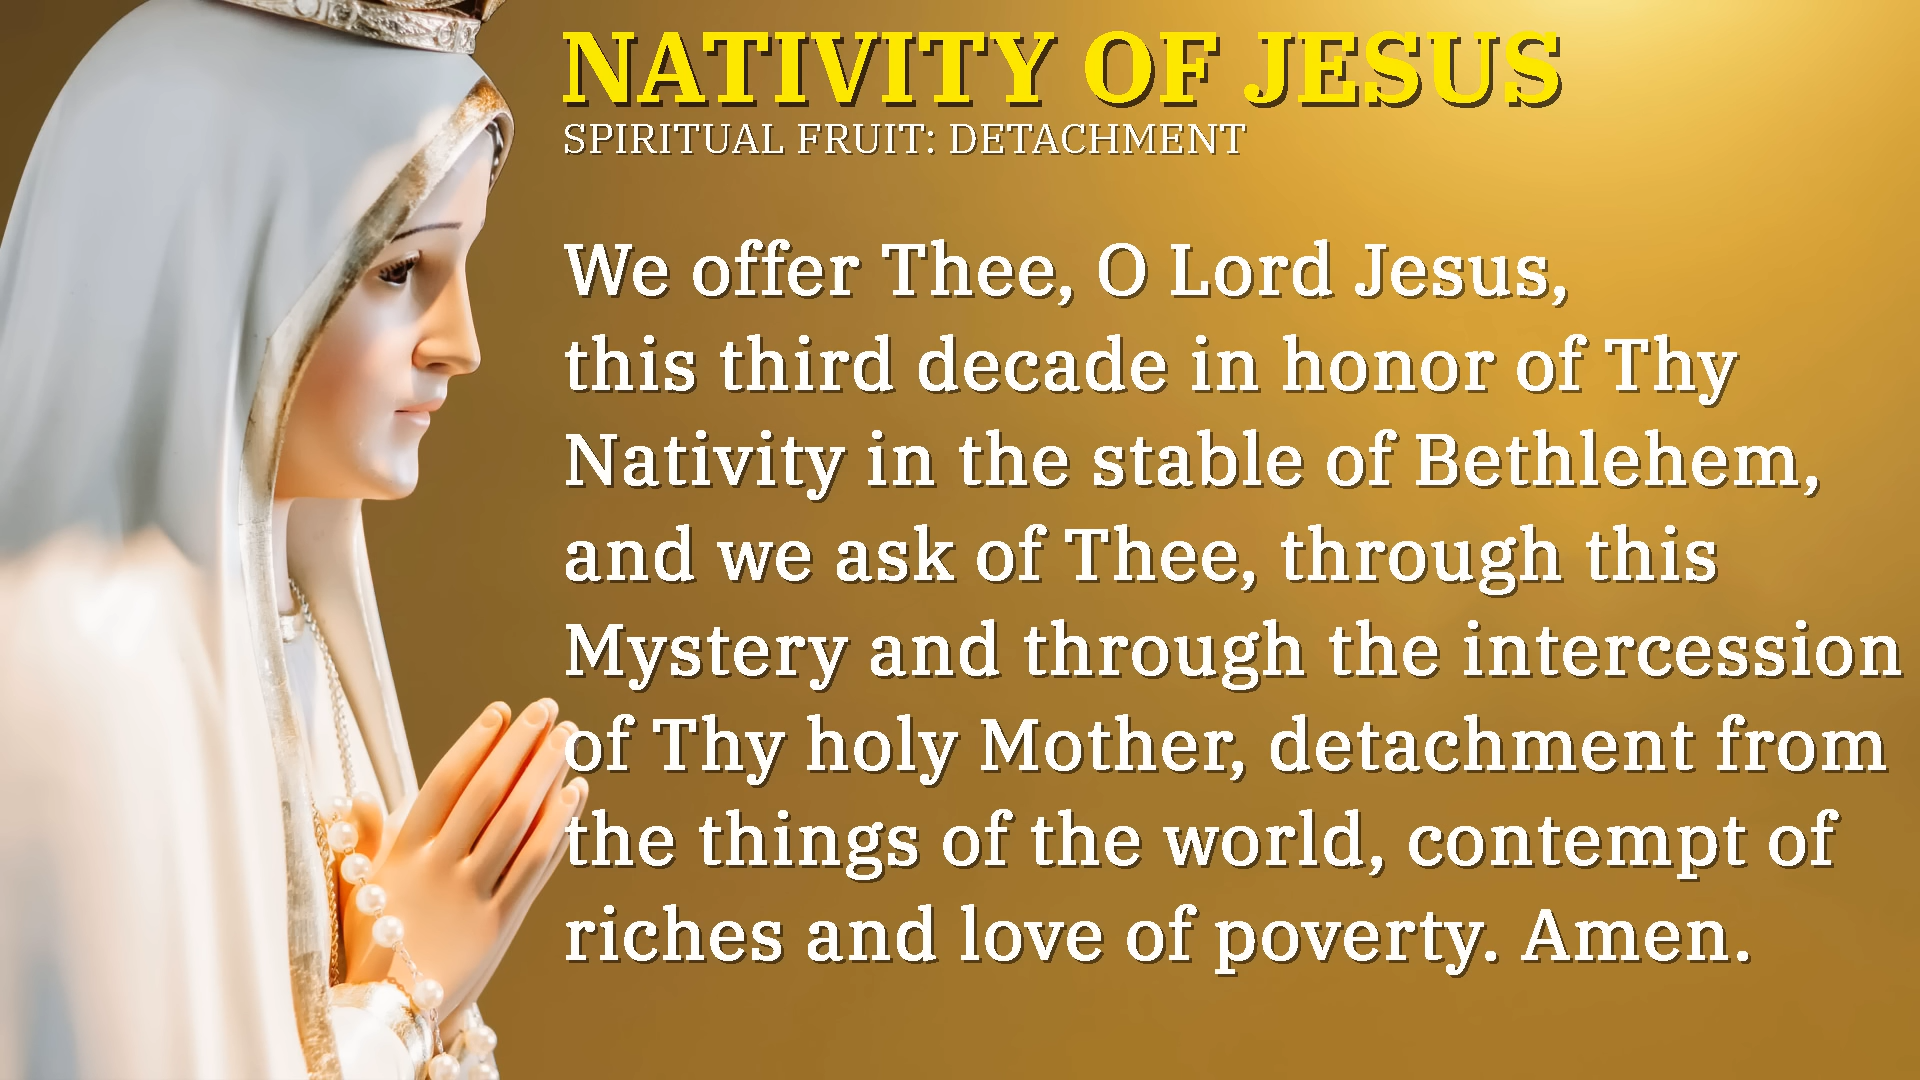 NATIVITY OF JESUS
SPIRITUAL FRUIT: DETACHMENT
We offer Thee, O Lord Jesus,
this third decade in honor of Thy
Nativity in the stable of Bethlehem,
and we ask of Thee, through this
Mystery and through the intercession
of Thy holy Mother, detachment from
the things of the world, contempt of
riches and love of poverty. Amen.